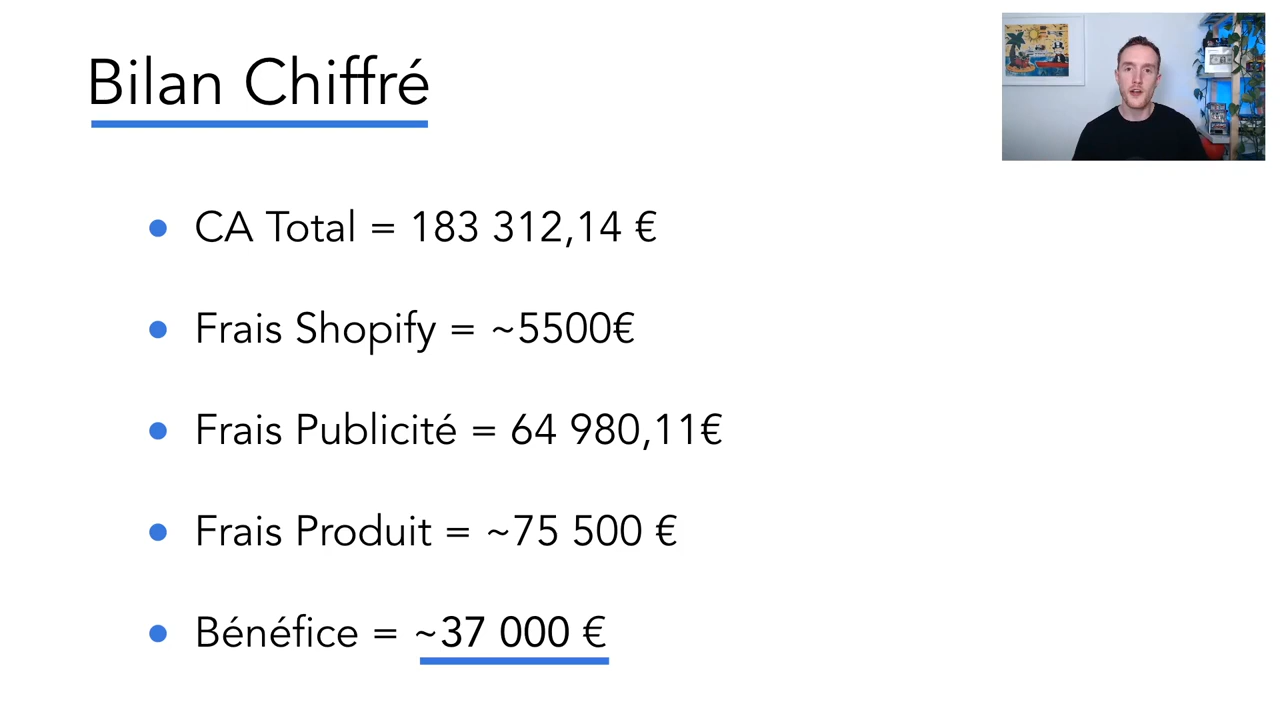 Bilan Chiffré
CA Total = 183 312,14 €
Frais Shopify = ~5500€
Frais Publicité = 64 980,11€
Frais Produit = ~75 500 €
Bénéfice = ~37 000 €